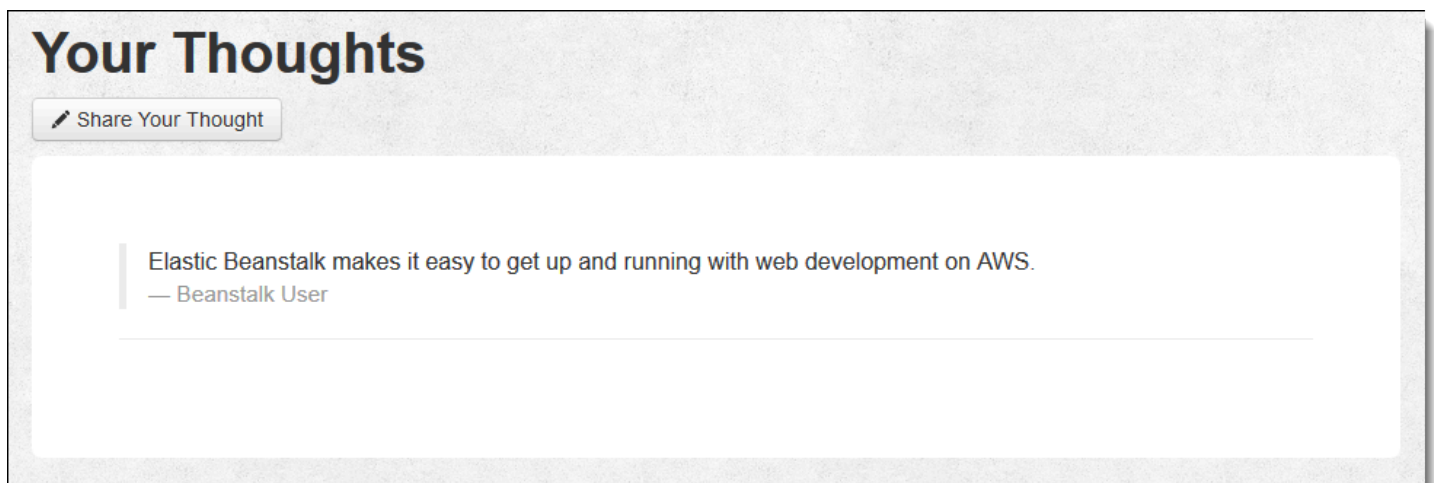 Your Thoughts
Share Your Thought
Elastic Beanstalk makes it easy to get up and running with web development on AWS.
— Beanstalk User